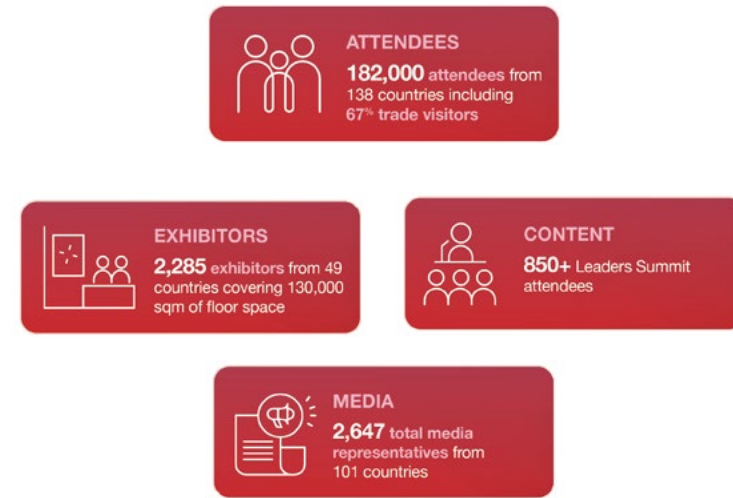 ATTENDEES
182,000 attendees from
138 countries including
67% trade visitors
EXHIBITORS
2,285 exhibitors from 49
countries covering 130,000
sqm of floor space
CONTENT
850+ Leaders Summit
attendees
MEDIA
2,647 total media
representatives from
101 countries